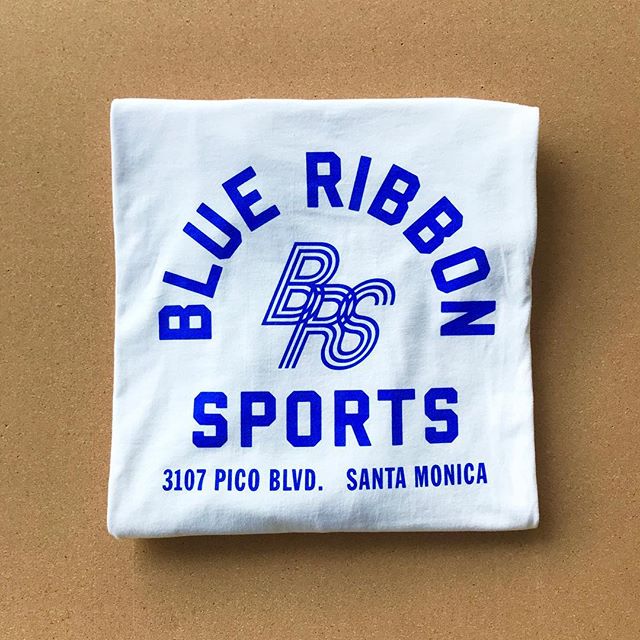 BLUE RIBBON
BRS
SPORTS
3107 PICO BLVD. SANTA MONICA